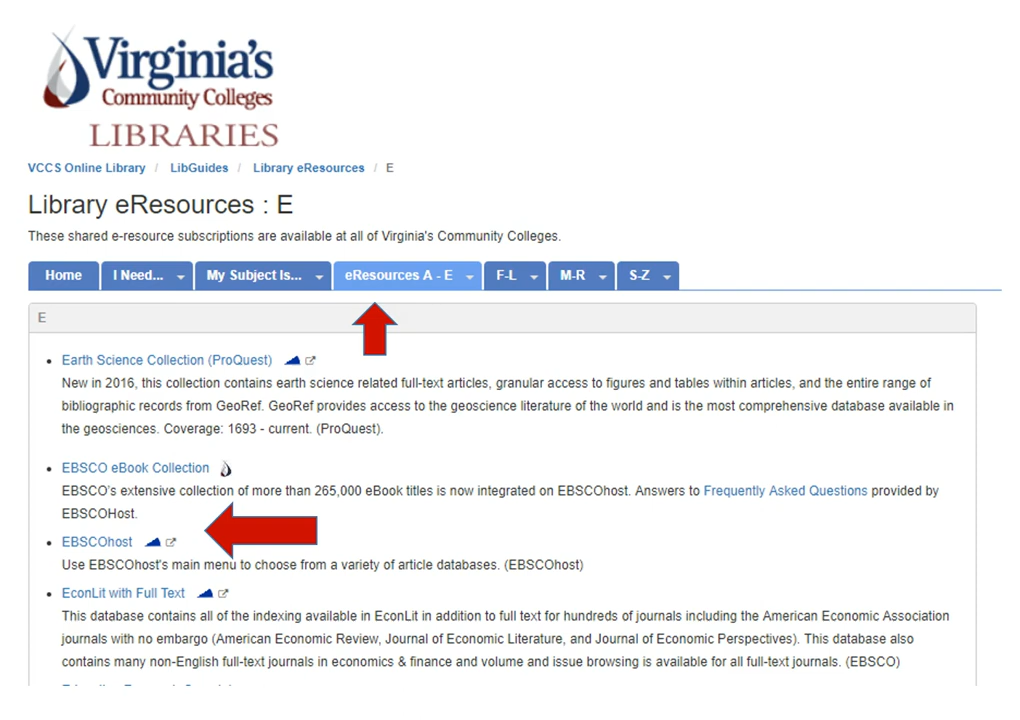 Virginia's
Community Colleges
LIBRARIES
VCCS Online Library / LibGuides / Library eResources / E
Library eResources : E
These shared e-resource subscriptions are available at all of Virginia's Community Colleges.
Home I Need... My Subject Is... eResources A - E F-L M-R S-Z
E
Earth Science Collection (ProQuest)
New in 2016, this collection contains earth science related full-text articles, granular access to figures and tables within articles, and the entire range of
bibliographic records from GeoRef. GeoRef provides access to the geoscience literature of the world and is the most comprehensive database available in
the geosciences. Coverage: 1693 - current. (ProQuest).
EBSCO eBook Collection
EBSCO's extensive collection of more than 265,000 eBook titles is now integrated on EBSCOhost. Answers to Frequently Asked Questions provided by
EBSCOHost.
EBSCOhost
Use EBSCOhost's main menu to choose from a variety of article databases. (EBSCOhost)
EconLit with Full Text
This database contains all of the indexing available in EconLit in addition to full text for hundreds of journals including the American Economic Association
journals with no embargo (American Economic Review, Journal of Economic Literature, and Journal of Economic Perspectives). This database also
contains many non-English full-text journals in economics & finance and volume and issue browsing is available for all full-text journals. (EBSCO)